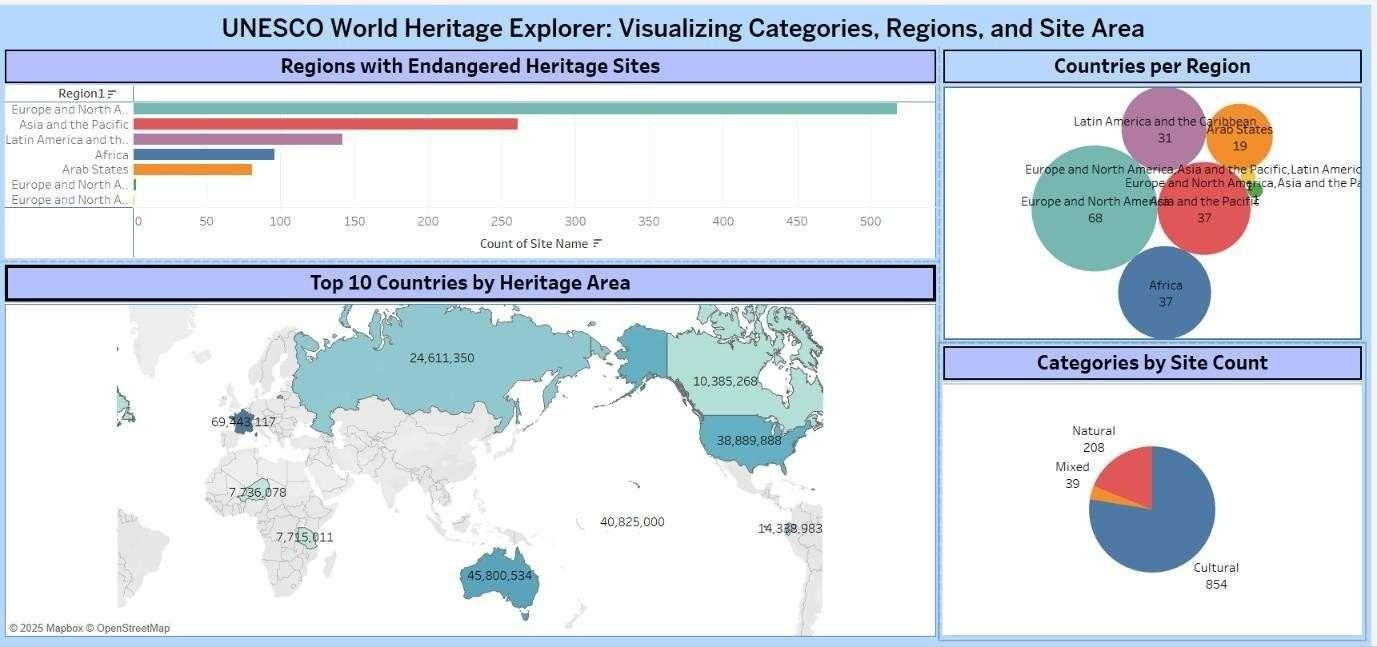 UNESCO World Heritage Explorer: Visualizing Categories, Regions, and Site Area
Regions with Endangered Heritage Sites
Region1
Europe and North A..
Asia and the Pacific
Latin America and th..
Africa
Arab States
Europe and North A..
Europe and North A..
0 50 100 150 200 250 300 350 400 450 500
Count of Site Name
Countries per Region
Latin America and the Caribbean
31
Arab States
19
Europe and North America,Asia and the Pacific,Latin Americ
Europe and North America,Asia and the Pa
1
Europe and North America
68
Asia and the Pacific
37
Africa
37
Top 10 Countries by Heritage Area
24,611,350
10,385,268
69,443,117
38,889,888
7,736,078
40,825,000
14,338,983
7,715,011
45,800,534
© 2025 Mapbox © OpenStreetMap
Categories by Site Count
Natural
208
Mixed
39
Cultural
854